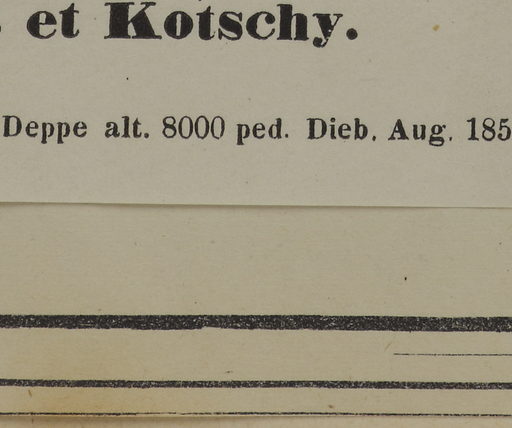 et Kotschy.
Deppe alt. 8000 ped. Dieb. Aug. 185